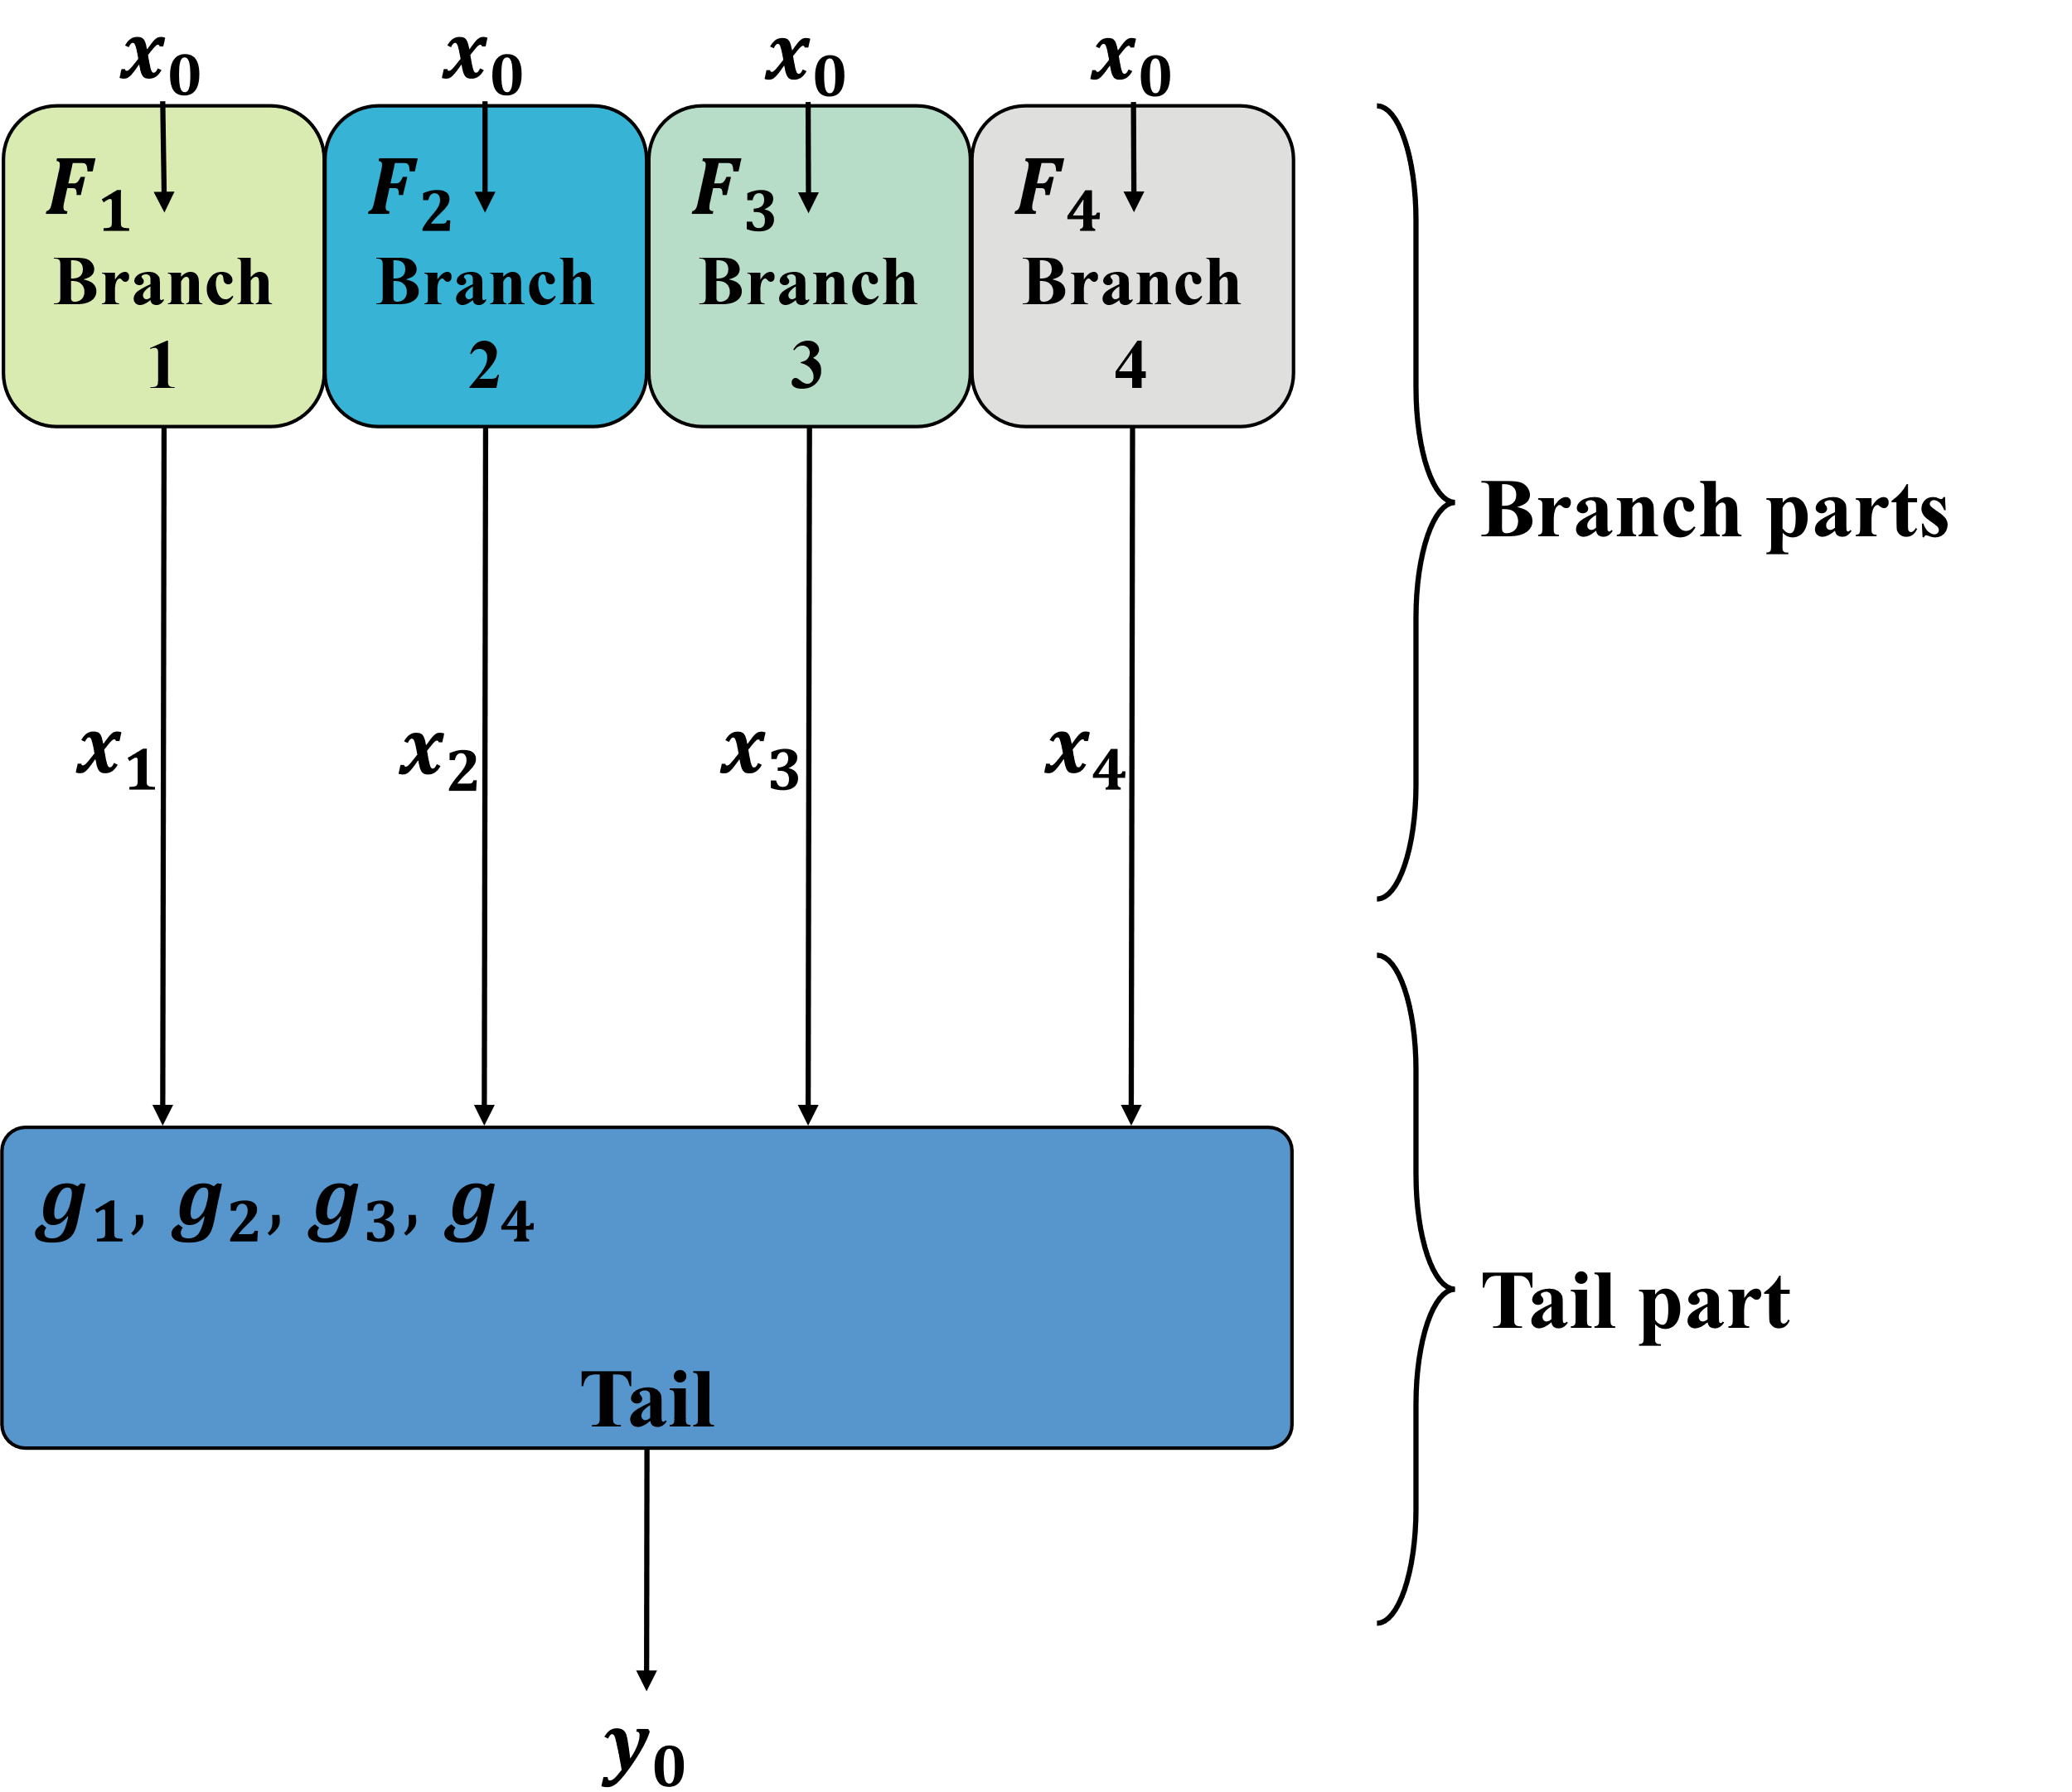 x₀ x₀ x₀ x₀
F₁ F₂ F₃ F₄
Branch Branch Branch Branch
1 2 3 4
Branch parts
x₁ x₂ x₃ x₄
g₁, g₂, g₃, g₄
Tail part
Tail
y₀